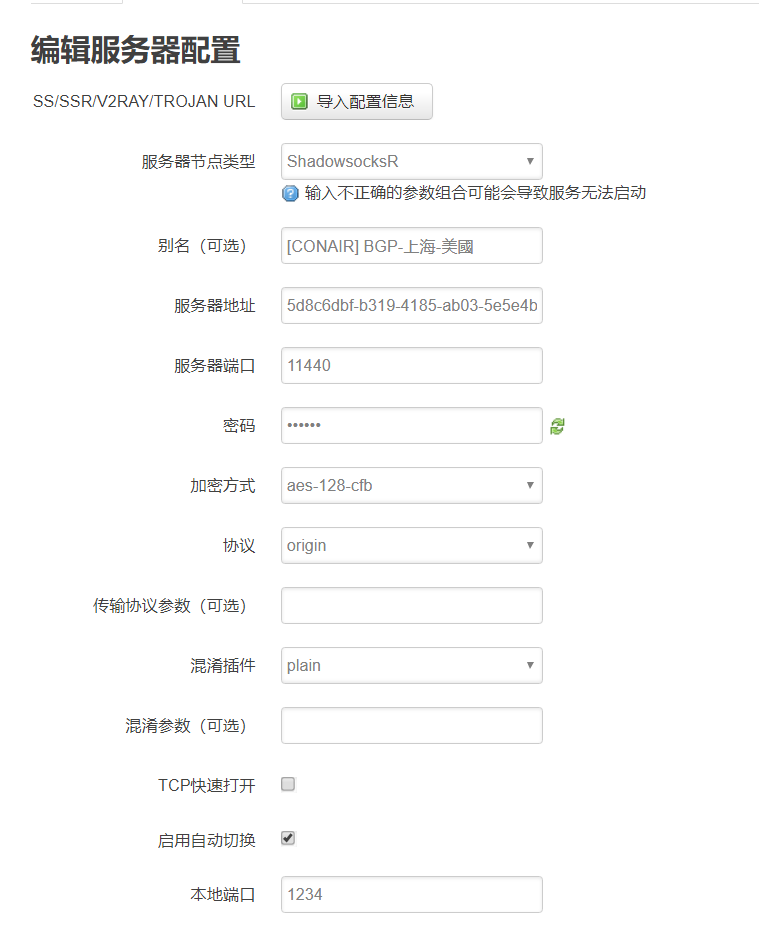 编辑服务器配置
SS/SSR/V2RAY/TROJAN URL 导入配置信息
服务器节点类型 ShadowsocksR
输入不正确的参数组合可能会导致服务无法启动
别名（可选） [CONAIR] BGP-上海-美國
服务器地址 5d8c6dbf-b319-4185-ab03-5e5e4b
服务器端口 11440
密码 ••••••
加密方式 aes-128-cfb
协议 origin
传输协议参数（可选）
混淆插件 plain
混淆参数（可选）
TCP快速打开
启用自动切换
本地端口 1234